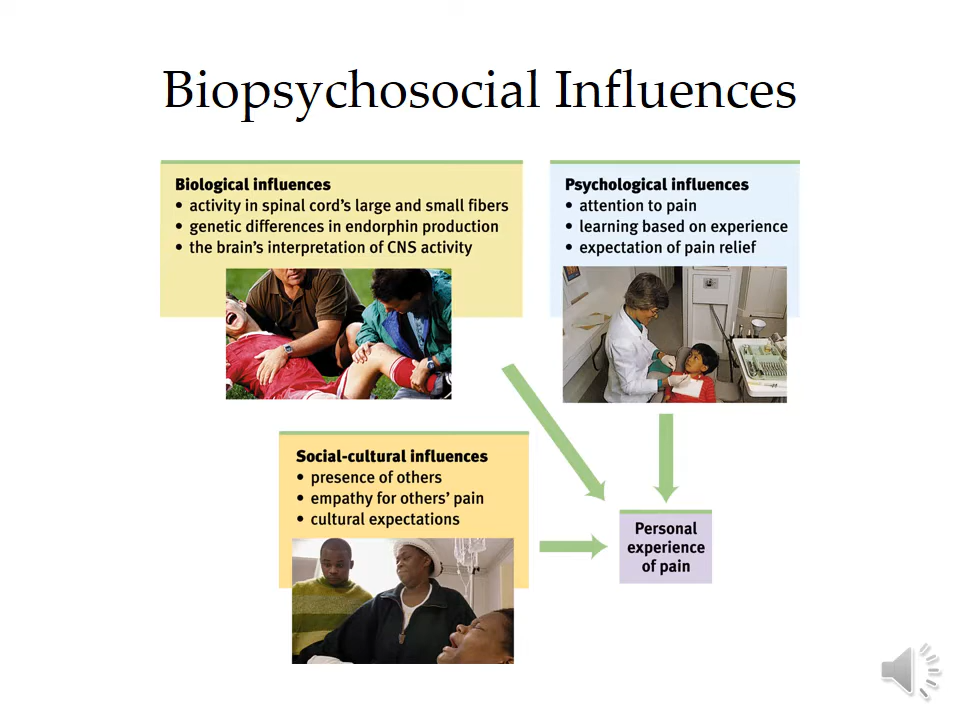 Biopsychosocial Influences
Biological influences
• activity in spinal cord's large and small fibers
• genetic differences in endorphin production
• the brain's interpretation of CNS activity
Psychological influences
• attention to pain
• learning based on experience
• expectation of pain relief
Social-cultural influences
• presence of others
• empathy for others' pain
• cultural expectations
Personal
experience
of pain